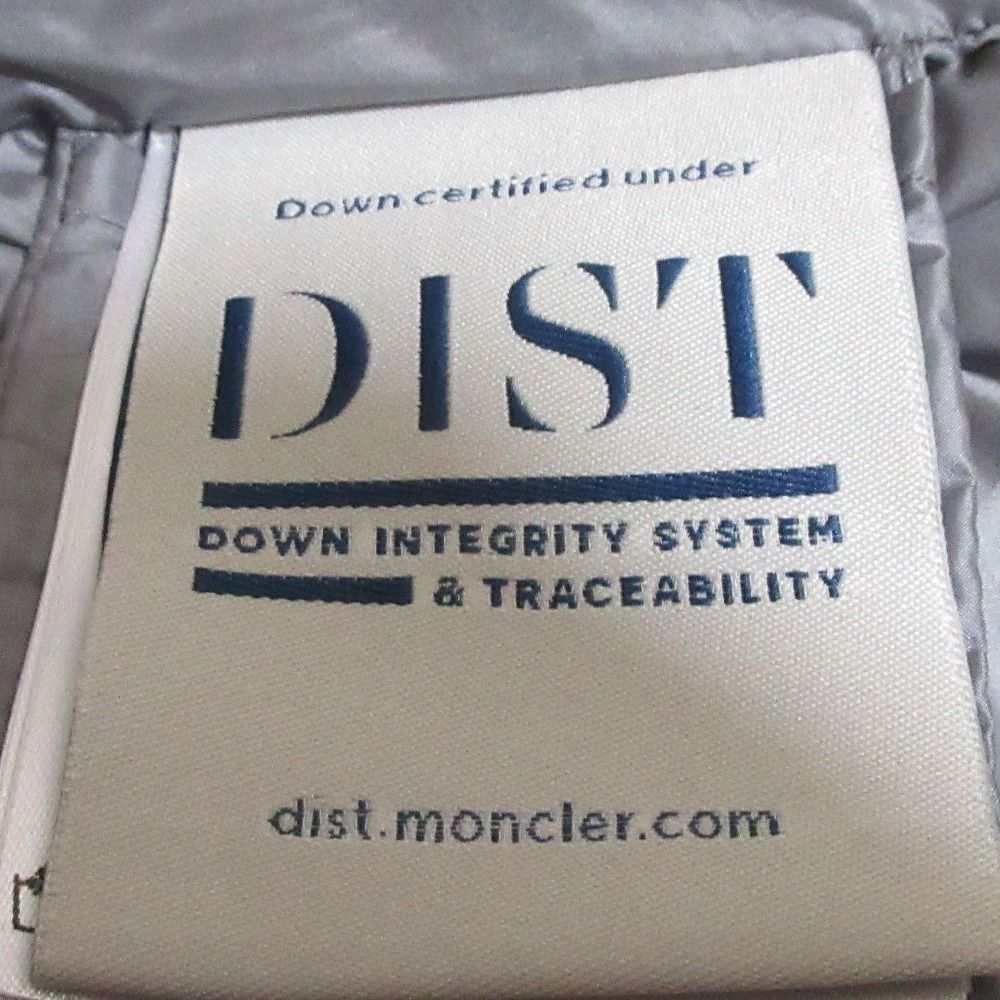 Down certified under
DIST
DOWN INTEGRITY SYSTEM
& TRACEABILITY
dist.moncler.com